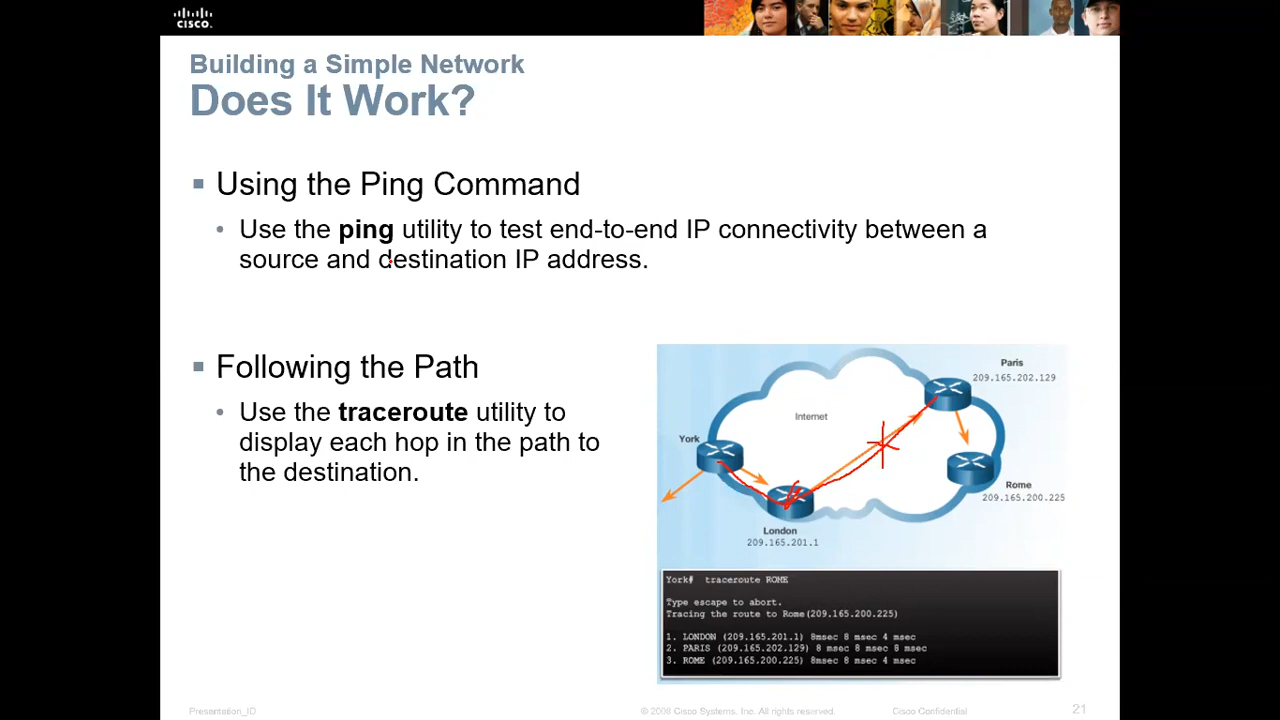 CISCO
Building a Simple Network
Does It Work?
Using the Ping Command
Use the ping utility to test end-to-end IP connectivity between a
source and destination IP address.
Following the Path
Use the traceroute utility to
display each hop in the path to
the destination.
Paris
209.165.202.129
Internet
York
Rome
209.165.200.225
London
209.165.201.1
York# traceroute ROME
Type escape to abort.
Tracing the route to Rome(209.165.200.225)
1. LONDON (209.165.201.1) 8msec 8 msec 4 msec
2. PARIS (209.165.202.129) 8 msec 8 msec 8 msec
3. ROME (209.165.200.225) 8msec 8 msec 4 msec
Presentation_ID
© 2008 Cisco Systems, Inc. All rights reserved.
Cisco Confidential
21